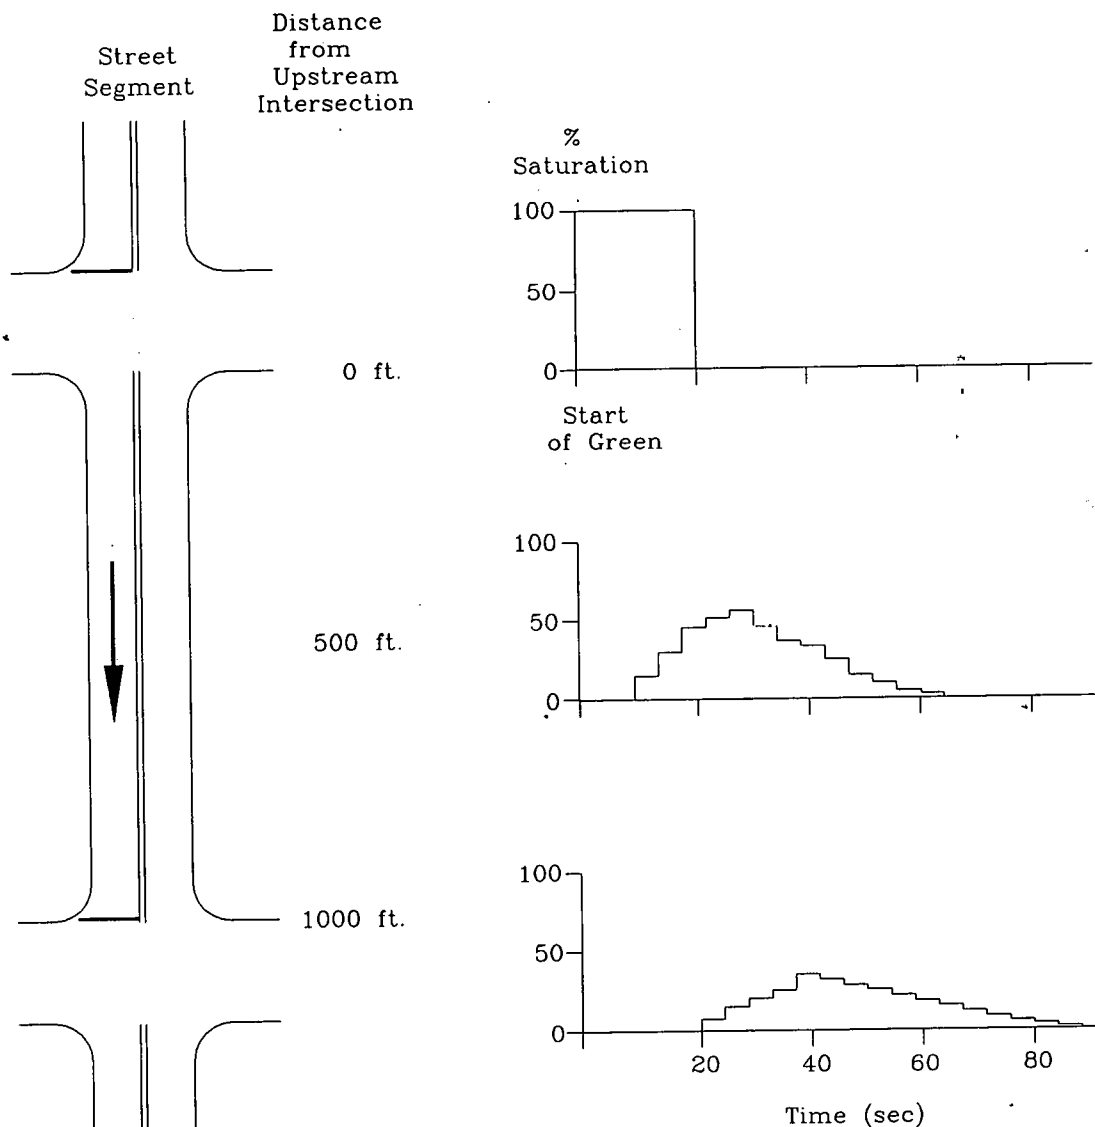 Street
Segment
Distance
from
Upstream
Intersection
%
Saturation
100
50
0
0 ft.
Start
of Green
100
50
0
500 ft.
100
50
0
1000 ft.
20 40 60 80
Time (sec)